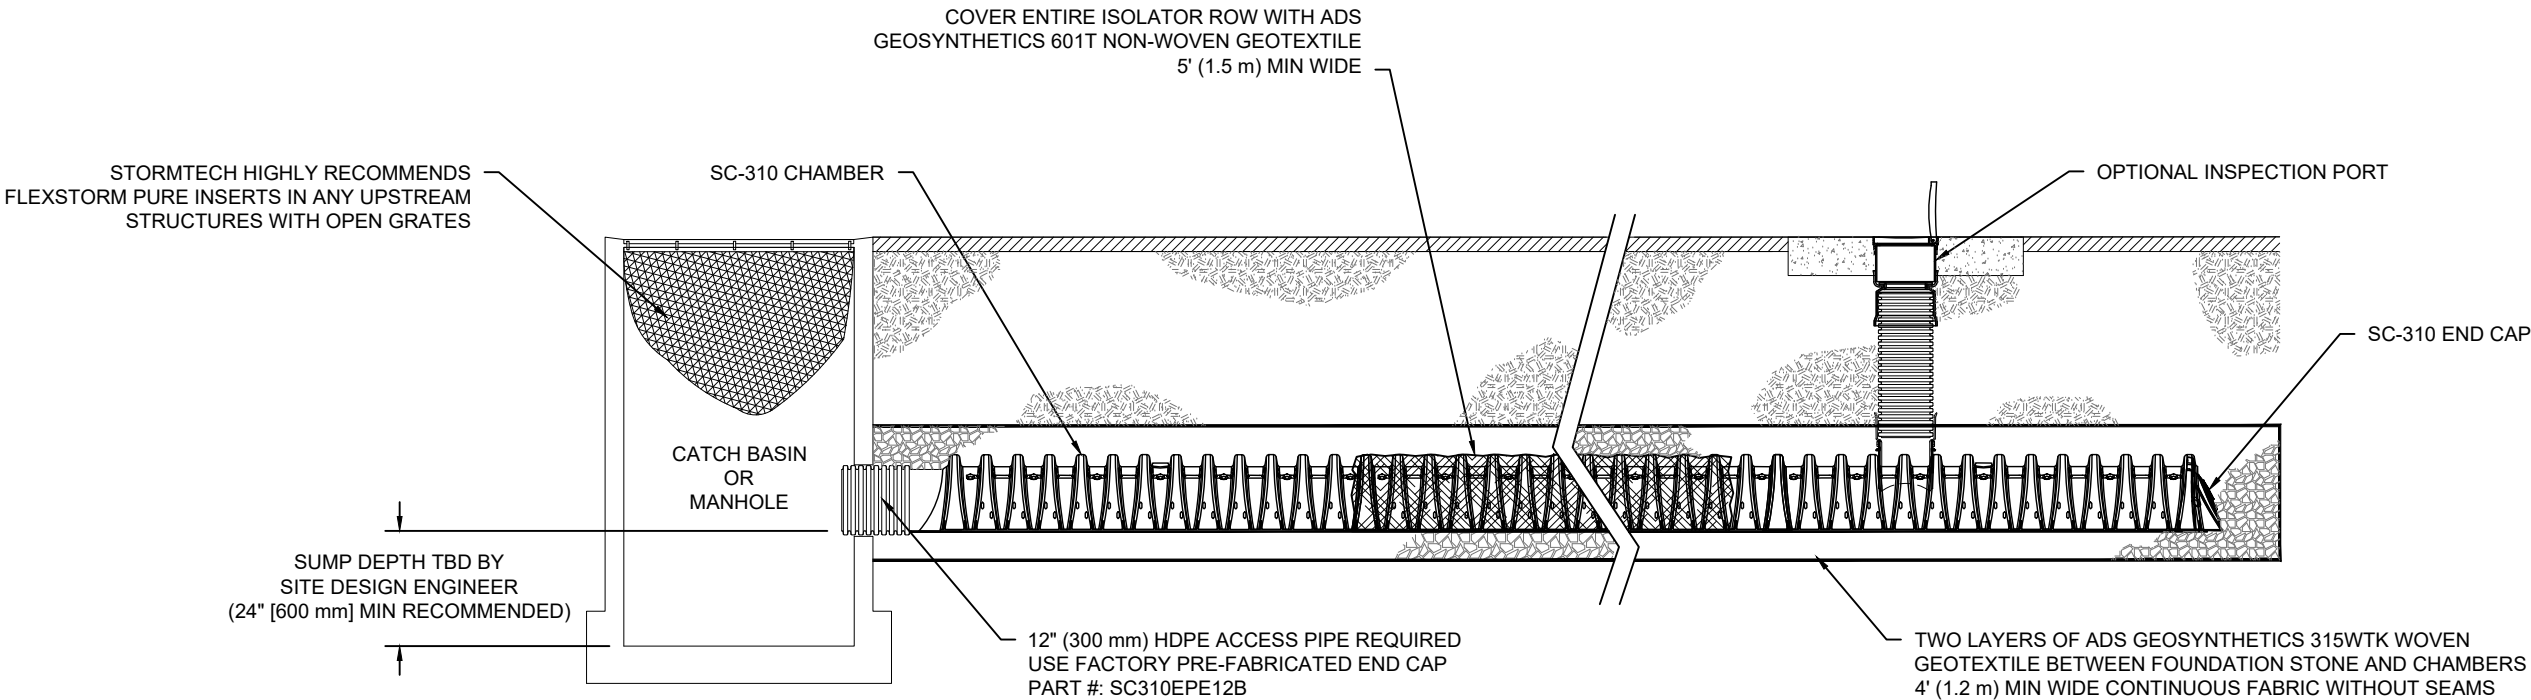 COVER ENTIRE ISOLATOR ROW WITH ADS
GEOSYNTHETICS 601T NON-WOVEN GEOTEXTILE
5' (1.5 m) MIN WIDE
STORMTECH HIGHLY RECOMMENDS
FLEXSTORM PURE INSERTS IN ANY UPSTREAM
STRUCTURES WITH OPEN GRATES
SC-310 CHAMBER
OPTIONAL INSPECTION PORT
SC-310 END CAP
CATCH BASIN
OR
MANHOLE
SUMP DEPTH TBD BY
SITE DESIGN ENGINEER
(24" [600 mm] MIN RECOMMENDED)
12" (300 mm) HDPE ACCESS PIPE REQUIRED
USE FACTORY PRE-FABRICATED END CAP
PART #: SC310EPE12B
TWO LAYERS OF ADS GEOSYNTHETICS 315WTK WOVEN
GEOTEXTILE BETWEEN FOUNDATION STONE AND CHAMBERS
4' (1.2 m) MIN WIDE CONTINUOUS FABRIC WITHOUT SEAMS